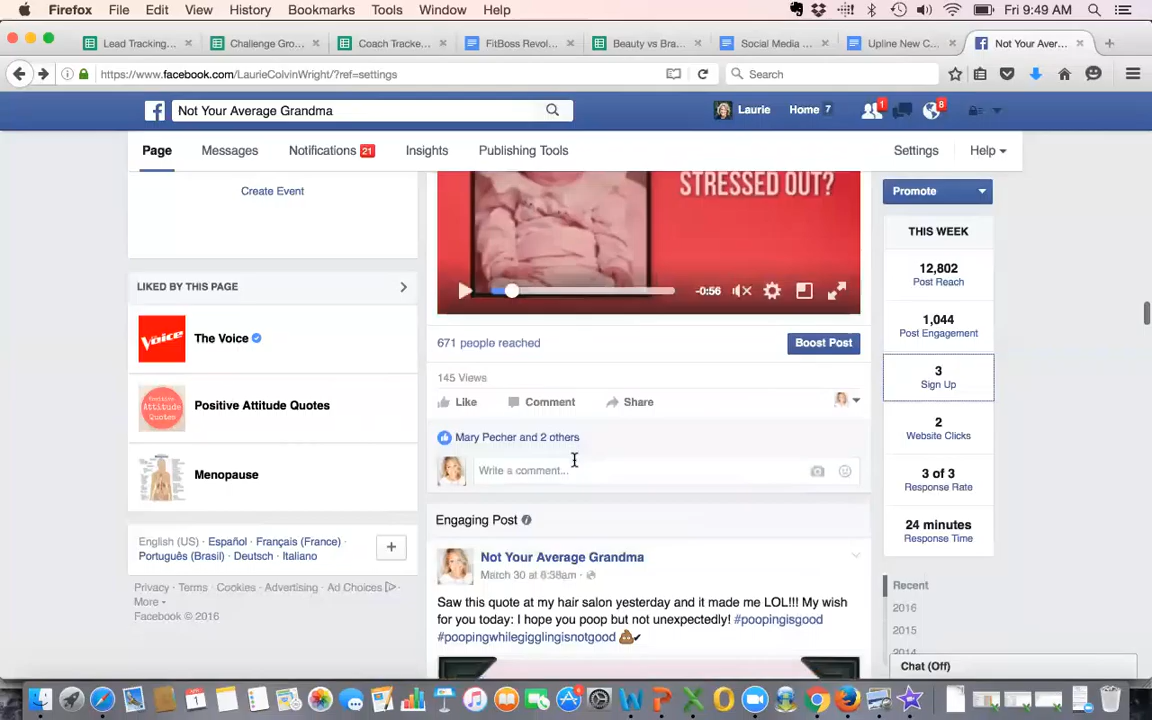 Firefox File Edit View History Bookmarks Tools Window Help Fri 9:49 AM
Lead Tracking... Challenge Gro... Coach Tracke... FitBoss Revol... Beauty vs Bra... Social Media ... Upline New C... Not Your Aver...
https://www.facebook.com/LaurieColvinWright/?ref=settings Search
Not Your Average Grandma Laurie Home 7 1 8
Page Messages Notifications 21 Insights Publishing Tools Settings Help
Create Event
STRESSED OUT?
-0:56
Promote
THIS WEEK
12,802
Post Reach
1,044
Post Engagement
3
Sign Up
2
Website Clicks
3 of 3
Response Rate
24 minutes
Response Time
LIKED BY THIS PAGE
The Voice
Positive Attitude Quotes
Menopause
671 people reached Boost Post
145 Views
Like Comment Share
Mary Pecher and 2 others
Write a comment...
Engaging Post
Not Your Average Grandma
March 30 at 6:38am
Saw this quote at my hair salon yesterday and it made me LOL!!! My wish
for you today: I hope you poop but not unexpectedly! #poopingisgood
#poopingwhilegigglingisnotgood
English (US) · Español · Français (France) ·
Português (Brasil) · Deutsch · Italiano
Privacy · Terms · Cookies · Advertising · Ad Choices ·
More
Facebook © 2016
Recent
2016
2015
2014
Chat (Off)